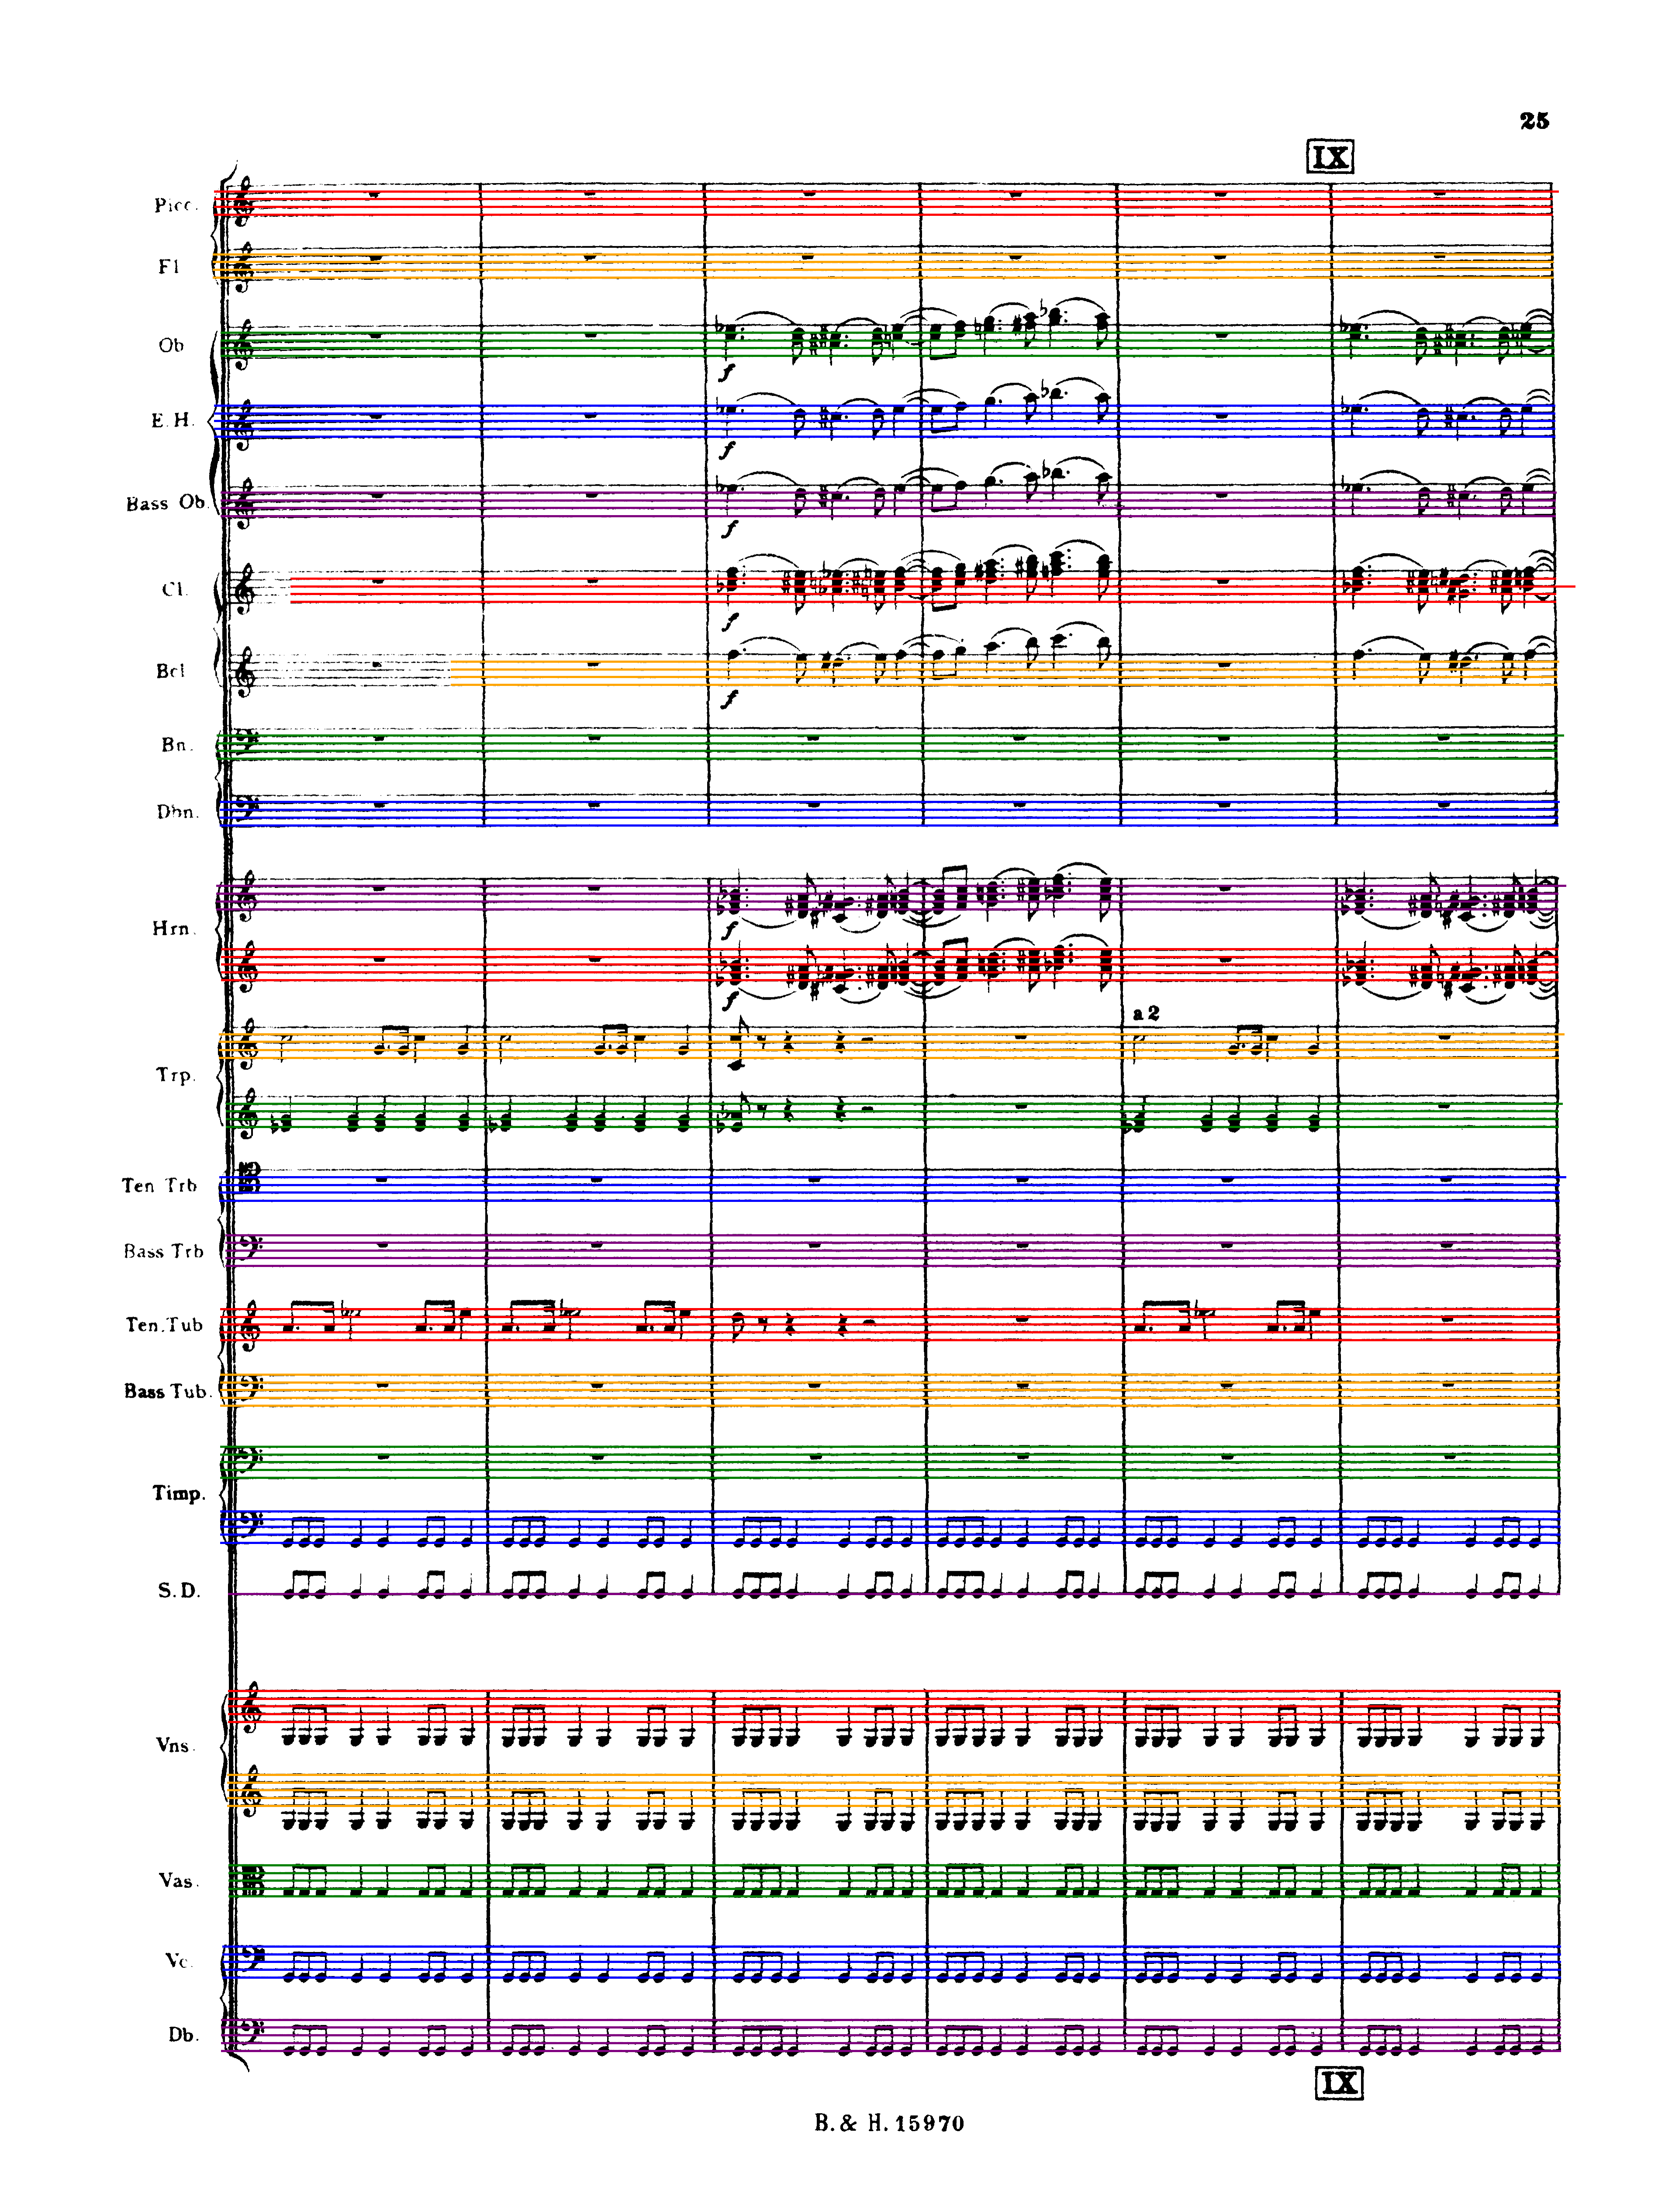 25
IX
Picc.
Fl
Ob
E. H.
Bass Ob.
Cl.
Bcl
Bn.
Dbn.
Hrn.
Trp.
Ten Trb
Bass Trb
Ten. Tub
Bass Tub.
Timp.
S.D.
Vns.
Vas.
Vc.
Db.
f
f
f
f
f
f
f
a 2
IX
B. & H. 15970